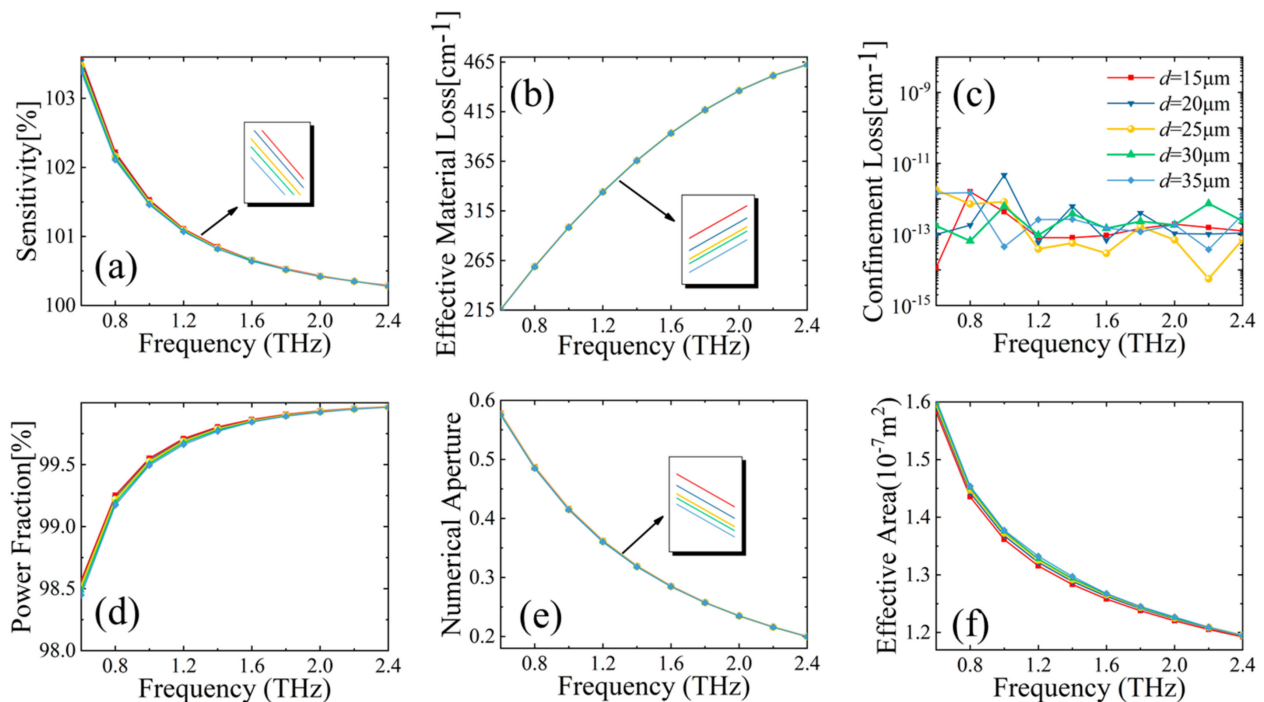 Sensitivity[%]
103
102
101
100
(a)
0.8 1.2 1.6 2.0 2.4
Frequency (THz)
Effective Material Loss[cm-1]
465
415
365
315
265
215
(b)
0.8 1.2 1.6 2.0 2.4
Frequency (THz)
Confinement Loss[cm-1]
10-9
10-11
10-13
10-15
(c)
d=15μm
d=20μm
d=25μm
d=30μm
d=35μm
0.8 1.2 1.6 2.0 2.4
Frequency (THz)
Power Fraction[%]
99.5
99.0
98.5
98.0
(d)
0.8 1.2 1.6 2.0 2.4
Frequency (THz)
Numerical Aperture
0.6
0.5
0.4
0.3
0.2
(e)
0.8 1.2 1.6 2.0 2.4
Frequency (THz)
Effective Area(10-7m2)
1.6
1.4
1.3
1.2
(f)
0.8 1.2 1.6 2.0 2.4
Frequency (THz)